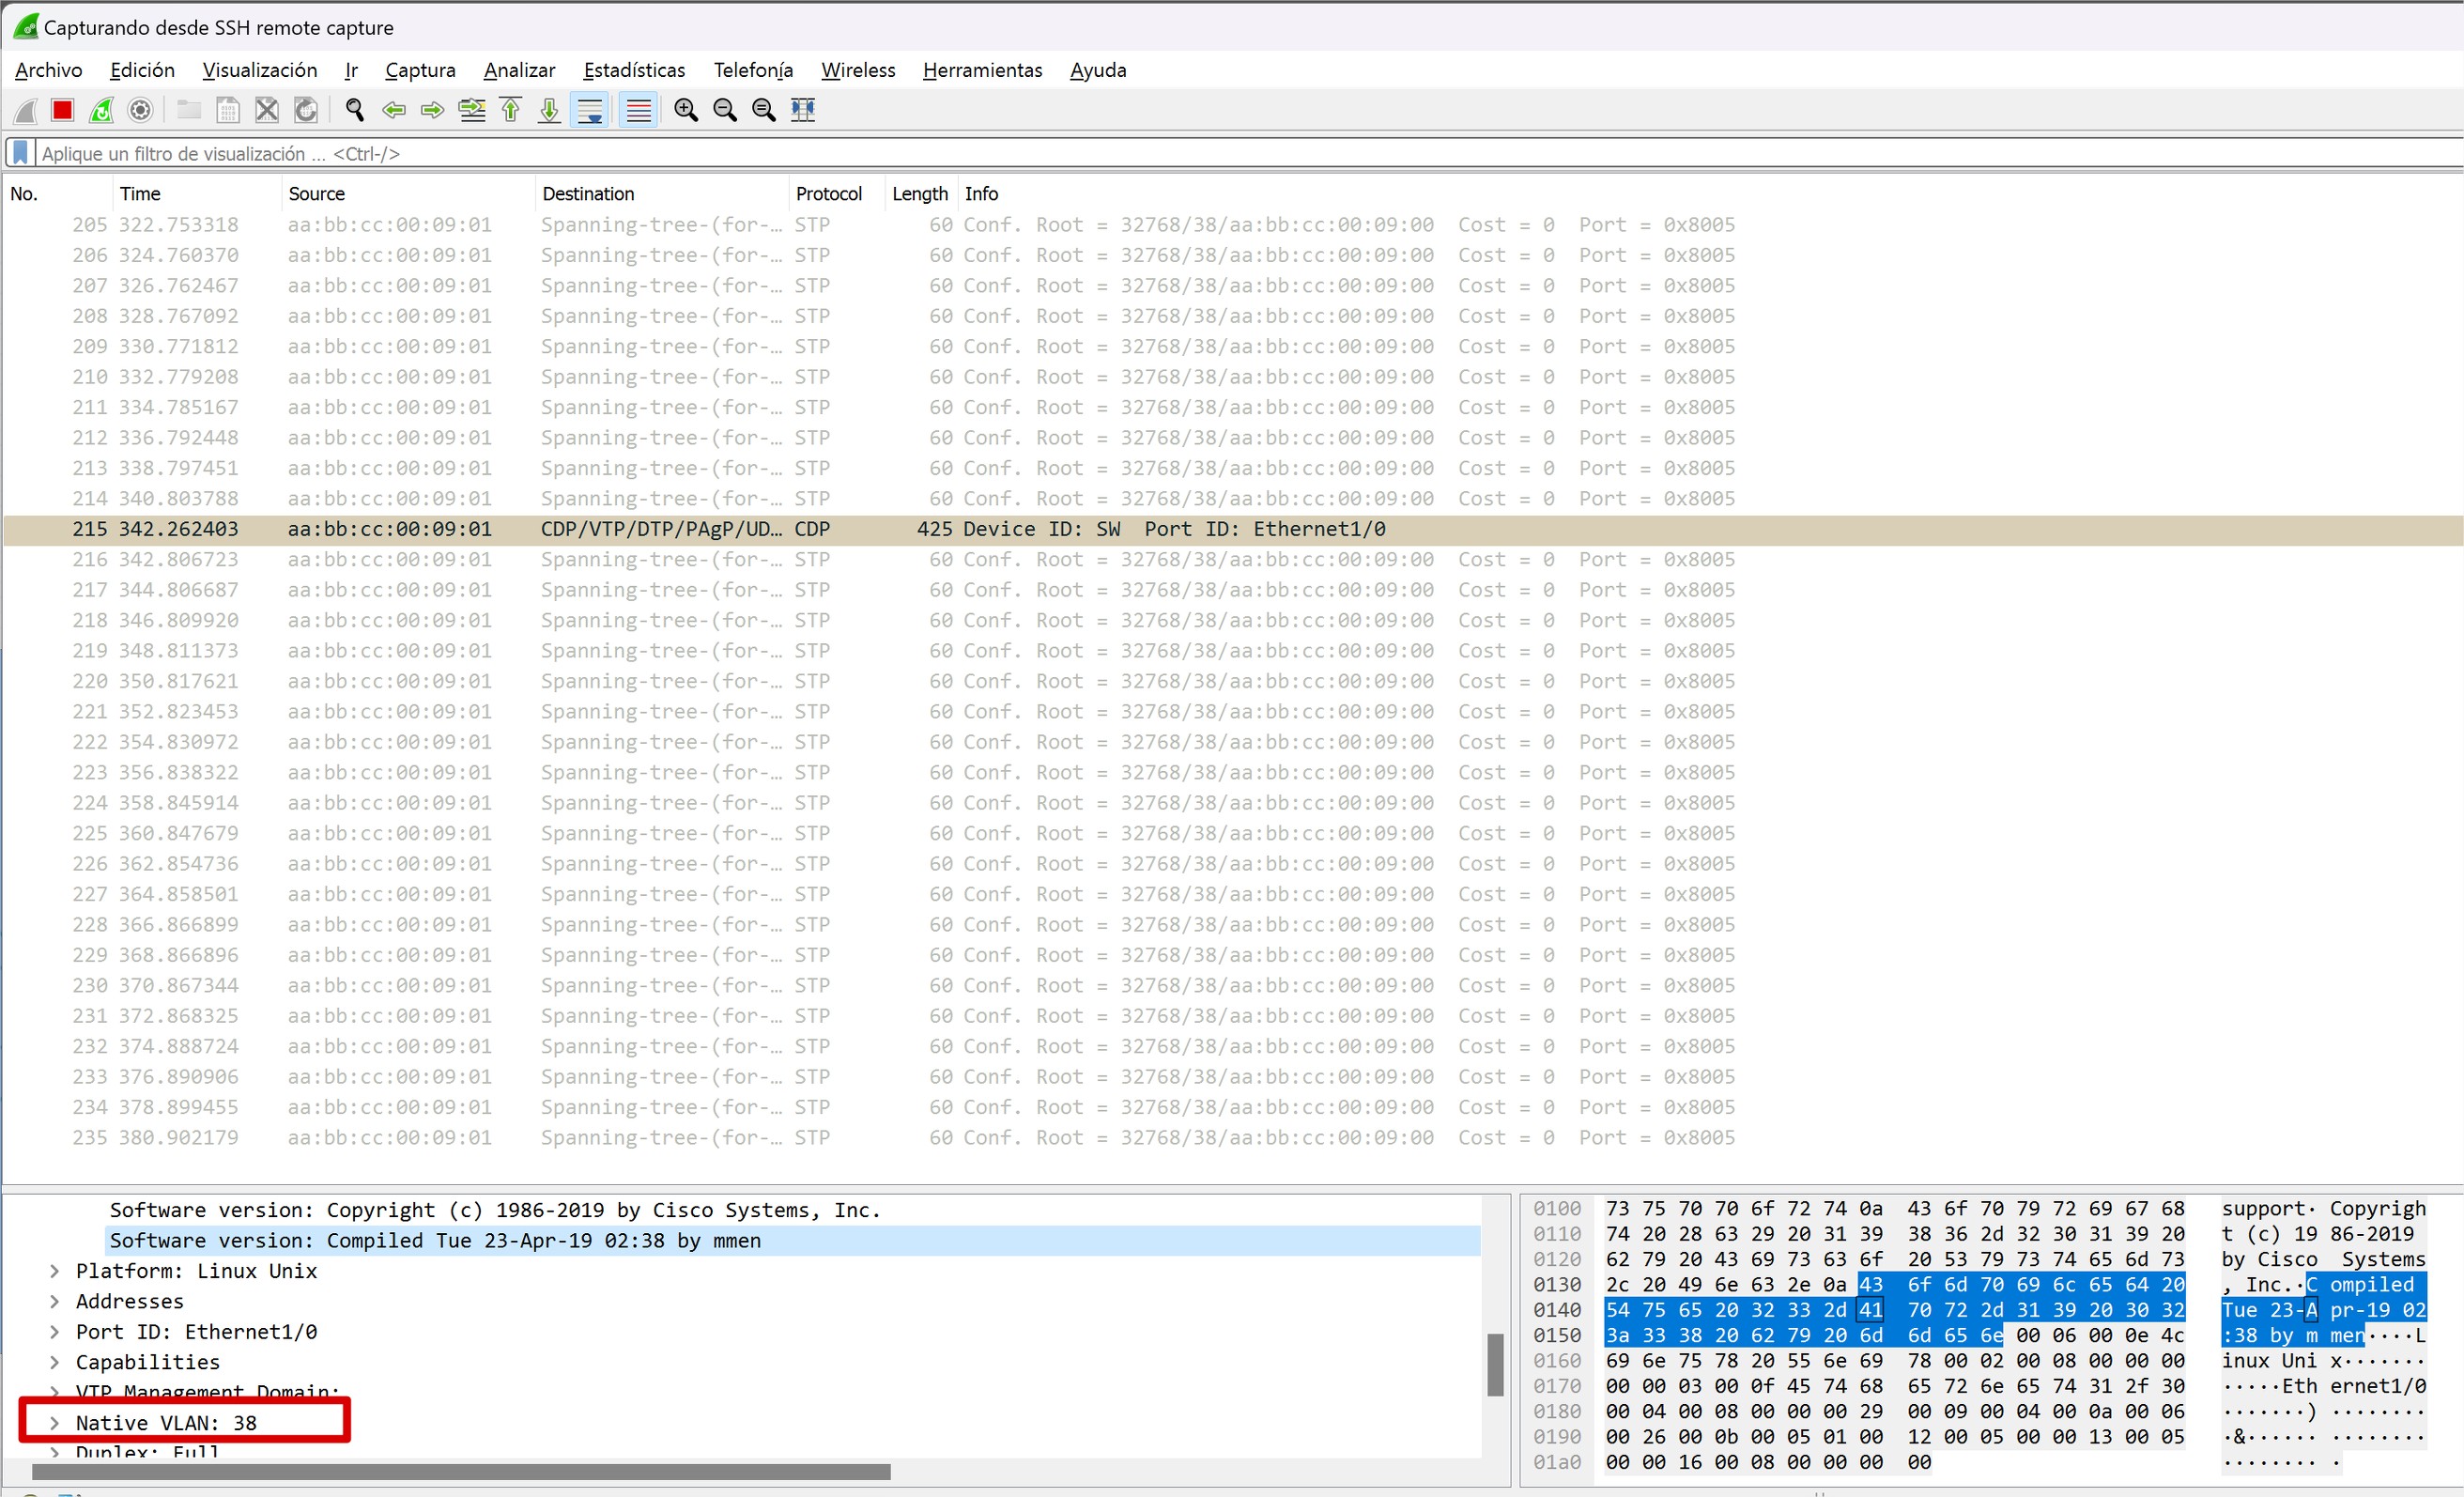 Capturando desde SSH remote capture
Archivo Edición Visualización Ir Captura Analizar Estadísticas Telefonía Wireless Herramientas Ayuda
Aplique un filtro de visualización ... <Ctrl-/>
No. Time Source Destination Protocol Length Info
205 322.753318 aa:bb:cc:00:09:01 Spanning-tree-(for-… STP 60 Conf. Root = 32768/38/aa:bb:cc:00:09:00 Cost = 0 Port = 0x8005
206 324.760370 aa:bb:cc:00:09:01 Spanning-tree-(for-… STP 60 Conf. Root = 32768/38/aa:bb:cc:00:09:00 Cost = 0 Port = 0x8005
207 326.762467 aa:bb:cc:00:09:01 Spanning-tree-(for-… STP 60 Conf. Root = 32768/38/aa:bb:cc:00:09:00 Cost = 0 Port = 0x8005
208 328.767092 aa:bb:cc:00:09:01 Spanning-tree-(for-… STP 60 Conf. Root = 32768/38/aa:bb:cc:00:09:00 Cost = 0 Port = 0x8005
209 330.771812 aa:bb:cc:00:09:01 Spanning-tree-(for-… STP 60 Conf. Root = 32768/38/aa:bb:cc:00:09:00 Cost = 0 Port = 0x8005
210 332.779208 aa:bb:cc:00:09:01 Spanning-tree-(for-… STP 60 Conf. Root = 32768/38/aa:bb:cc:00:09:00 Cost = 0 Port = 0x8005
211 334.785167 aa:bb:cc:00:09:01 Spanning-tree-(for-… STP 60 Conf. Root = 32768/38/aa:bb:cc:00:09:00 Cost = 0 Port = 0x8005
212 336.792448 aa:bb:cc:00:09:01 Spanning-tree-(for-… STP 60 Conf. Root = 32768/38/aa:bb:cc:00:09:00 Cost = 0 Port = 0x8005
213 338.797451 aa:bb:cc:00:09:01 Spanning-tree-(for-… STP 60 Conf. Root = 32768/38/aa:bb:cc:00:09:00 Cost = 0 Port = 0x8005
214 340.803788 aa:bb:cc:00:09:01 Spanning-tree-(for-… STP 60 Conf. Root = 32768/38/aa:bb:cc:00:09:00 Cost = 0 Port = 0x8005
215 342.262403 aa:bb:cc:00:09:01 CDP/VTP/DTP/PAgP/UD… CDP 425 Device ID: SW Port ID: Ethernet1/0
216 342.806723 aa:bb:cc:00:09:01 Spanning-tree-(for-… STP 60 Conf. Root = 32768/38/aa:bb:cc:00:09:00 Cost = 0 Port = 0x8005
217 344.806687 aa:bb:cc:00:09:01 Spanning-tree-(for-… STP 60 Conf. Root = 32768/38/aa:bb:cc:00:09:00 Cost = 0 Port = 0x8005
218 346.809920 aa:bb:cc:00:09:01 Spanning-tree-(for-… STP 60 Conf. Root = 32768/38/aa:bb:cc:00:09:00 Cost = 0 Port = 0x8005
219 348.811373 aa:bb:cc:00:09:01 Spanning-tree-(for-… STP 60 Conf. Root = 32768/38/aa:bb:cc:00:09:00 Cost = 0 Port = 0x8005
220 350.817621 aa:bb:cc:00:09:01 Spanning-tree-(for-… STP 60 Conf. Root = 32768/38/aa:bb:cc:00:09:00 Cost = 0 Port = 0x8005
221 352.823453 aa:bb:cc:00:09:01 Spanning-tree-(for-… STP 60 Conf. Root = 32768/38/aa:bb:cc:00:09:00 Cost = 0 Port = 0x8005
222 354.830972 aa:bb:cc:00:09:01 Spanning-tree-(for-… STP 60 Conf. Root = 32768/38/aa:bb:cc:00:09:00 Cost = 0 Port = 0x8005
223 356.838322 aa:bb:cc:00:09:01 Spanning-tree-(for-… STP 60 Conf. Root = 32768/38/aa:bb:cc:00:09:00 Cost = 0 Port = 0x8005
224 358.845914 aa:bb:cc:00:09:01 Spanning-tree-(for-… STP 60 Conf. Root = 32768/38/aa:bb:cc:00:09:00 Cost = 0 Port = 0x8005
225 360.847679 aa:bb:cc:00:09:01 Spanning-tree-(for-… STP 60 Conf. Root = 32768/38/aa:bb:cc:00:09:00 Cost = 0 Port = 0x8005
226 362.854736 aa:bb:cc:00:09:01 Spanning-tree-(for-… STP 60 Conf. Root = 32768/38/aa:bb:cc:00:09:00 Cost = 0 Port = 0x8005
227 364.858501 aa:bb:cc:00:09:01 Spanning-tree-(for-… STP 60 Conf. Root = 32768/38/aa:bb:cc:00:09:00 Cost = 0 Port = 0x8005
228 366.866899 aa:bb:cc:00:09:01 Spanning-tree-(for-… STP 60 Conf. Root = 32768/38/aa:bb:cc:00:09:00 Cost = 0 Port = 0x8005
229 368.866896 aa:bb:cc:00:09:01 Spanning-tree-(for-… STP 60 Conf. Root = 32768/38/aa:bb:cc:00:09:00 Cost = 0 Port = 0x8005
230 370.867344 aa:bb:cc:00:09:01 Spanning-tree-(for-… STP 60 Conf. Root = 32768/38/aa:bb:cc:00:09:00 Cost = 0 Port = 0x8005
231 372.868325 aa:bb:cc:00:09:01 Spanning-tree-(for-… STP 60 Conf. Root = 32768/38/aa:bb:cc:00:09:00 Cost = 0 Port = 0x8005
232 374.888724 aa:bb:cc:00:09:01 Spanning-tree-(for-… STP 60 Conf. Root = 32768/38/aa:bb:cc:00:09:00 Cost = 0 Port = 0x8005
233 376.890906 aa:bb:cc:00:09:01 Spanning-tree-(for-… STP 60 Conf. Root = 32768/38/aa:bb:cc:00:09:00 Cost = 0 Port = 0x8005
234 378.899455 aa:bb:cc:00:09:01 Spanning-tree-(for-… STP 60 Conf. Root = 32768/38/aa:bb:cc:00:09:00 Cost = 0 Port = 0x8005
235 380.902179 aa:bb:cc:00:09:01 Spanning-tree-(for-… STP 60 Conf. Root = 32768/38/aa:bb:cc:00:09:00 Cost = 0 Port = 0x8005
Software version: Copyright (c) 1986-2019 by Cisco Systems, Inc.
Software version: Compiled Tue 23-Apr-19 02:38 by mmen
Platform: Linux Unix
Addresses
Port ID: Ethernet1/0
Capabilities
VTP Management Domain:
Native VLAN: 38
Duplex: Full
0100 73 75 70 70 6f 72 74 0a 43 6f 70 79 72 69 67 68 support· Copyrigh
0110 74 20 28 63 29 20 31 39 38 36 2d 32 30 31 39 20 t (c) 19 86-2019
0120 62 79 20 43 69 73 63 6f 20 53 79 73 74 65 6d 73 by Cisco Systems
0130 2c 20 49 6e 63 2e 0a 43 6f 6d 70 69 6c 65 64 20 , Inc.·C ompiled
0140 54 75 65 20 32 33 2d 41 70 72 2d 31 39 20 30 32 Tue 23-A pr-19 02
0150 3a 33 38 20 62 79 20 6d 6d 65 6e 00 06 00 0e 4c :38 by m men····L
0160 69 6e 75 78 20 55 6e 69 78 00 02 00 08 00 00 00 inux Uni x·······
0170 00 00 03 00 0f 45 74 68 65 72 6e 65 74 31 2f 30 ·····Eth ernet1/0
0180 00 04 00 08 00 00 00 29 00 09 00 04 00 0a 00 06 ·······) ········
0190 00 26 00 0b 00 05 01 00 12 00 05 00 00 13 00 05 ·&······ ········
01a0 00 00 16 00 08 00 00 00 00 ········ ·